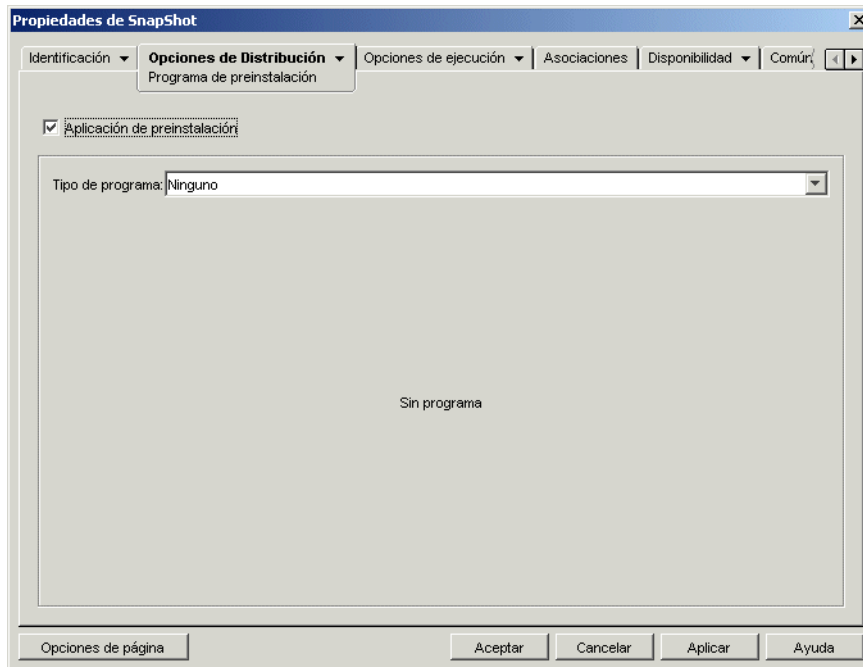 Propiedades de SnapShot
Identificación Opciones de Distribución Opciones de ejecución Asociaciones Disponibilidad Común
Programa de preinstalación
Aplicación de preinstalación
Tipo de programa: Ninguno
Sin programa
Opciones de página Aceptar Cancelar Aplicar Ayuda